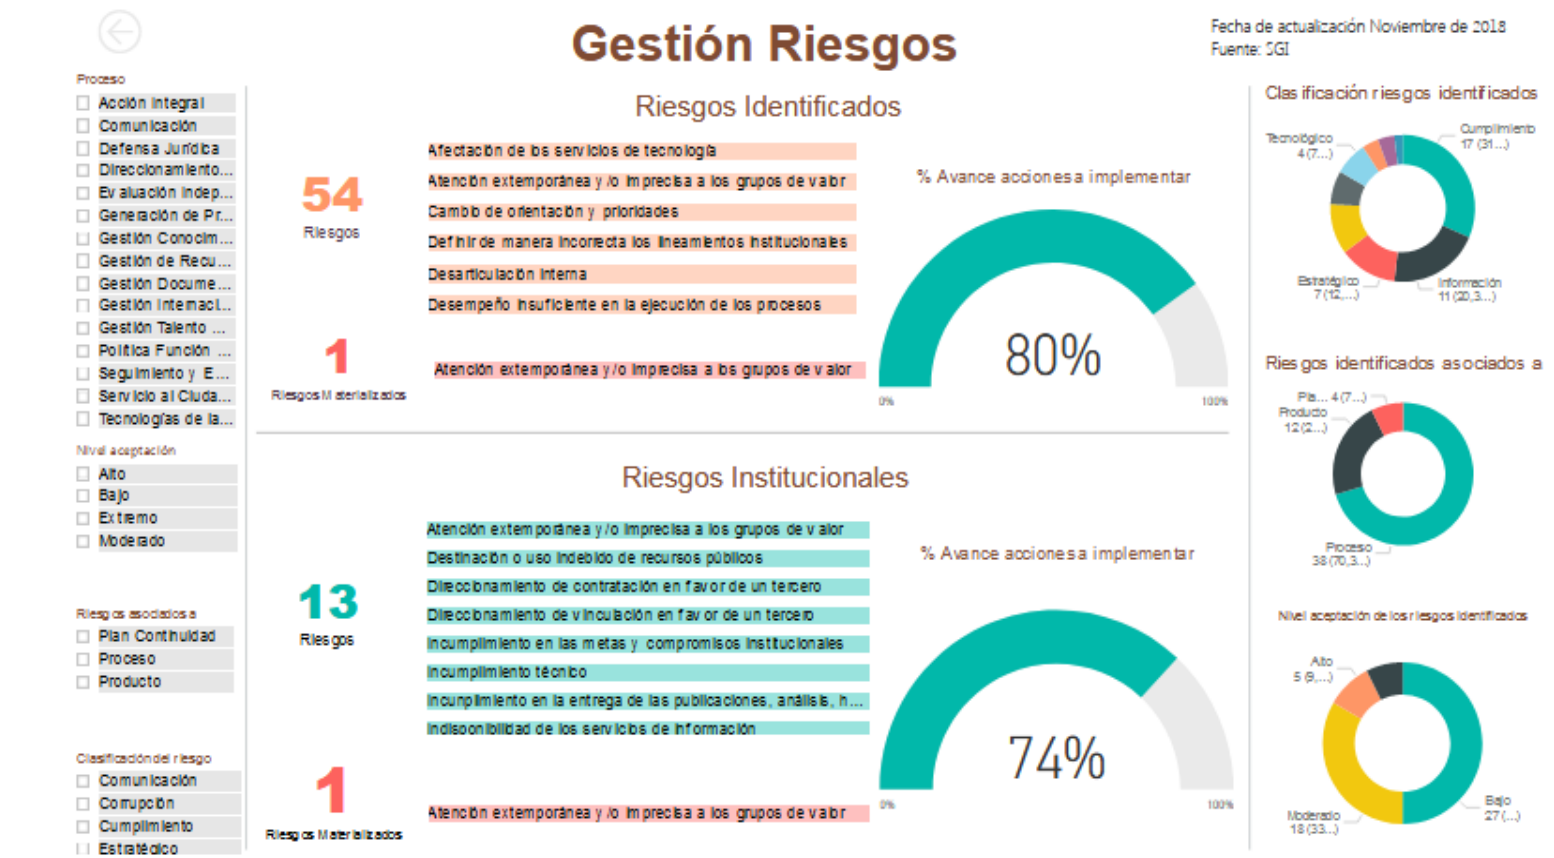 Gestión Riesgos
Fecha de actualización Noviembre de 2018
Fuente: SGI
Proceso
Acción Integral
Comunicación
Defensa Jurídica
Direccionamiento...
Evaluación Indep...
Generación de Pr...
Gestión Conocim...
Gestión de Recu...
Gestión Docume...
Gestión Internaci...
Gestión Talento ...
Política Función ...
Seguimiento y E...
Servicio al Ciuda...
Tecnologías de la...
Nivel aceptación
Alto
Bajo
Extremo
Moderado
Riesgos asociados a
Plan Continuidad
Proceso
Producto
Clasificación del riesgo
Comunicación
Corrupción
Cumplimiento
Estratégico
Riesgos Identificados
54
Riesgos
Afectación de los servicios de tecnología
Atención extemporánea y/o imprecisa a los grupos de valor
Cambio de orientación y prioridades
Definir de manera incorrecta los lineamientos institucionales
Desarticulación interna
Desempeño insuficiente en la ejecución de los procesos
1
Riesgos Materializados
Atención extemporánea y/o imprecisa a los grupos de valor
% Avance acciones a implementar
80%
0%
100%
Riesgos Institucionales
13
Riesgos
Atención extemporánea y/o imprecisa a los grupos de valor
Destinación o uso indebido de recursos públicos
Direccionamiento de contratación en favor de un tercero
Direccionamiento de vinculación en favor de un tercero
Incumplimiento en las metas y compromisos institucionales
Incumplimiento técnico
Incunplimiento en la entrega de las publicaciones, análisis, h...
Indisponibilidad de los servicios de información
1
Riesgos Materializados
Atención extemporánea y/o imprecisa a los grupos de valor
% Avance acciones a implementar
74%
0%
100%
Clasificación riesgos identificados
Tecnológico
4 (7...)
Cumplimiento
17 (31...)
Estratégico
7 (12,...)
Información
11 (20,3...)
Riesgos identificados asociados a
Pla... 4 (7...)
Producto
12 (2...)
Proceso
38 (70,3...)
Nivel aceptación de los riesgos identificados
Alto
5 (9,...)
Moderado
18 (33...)
Bajo
27 (...)